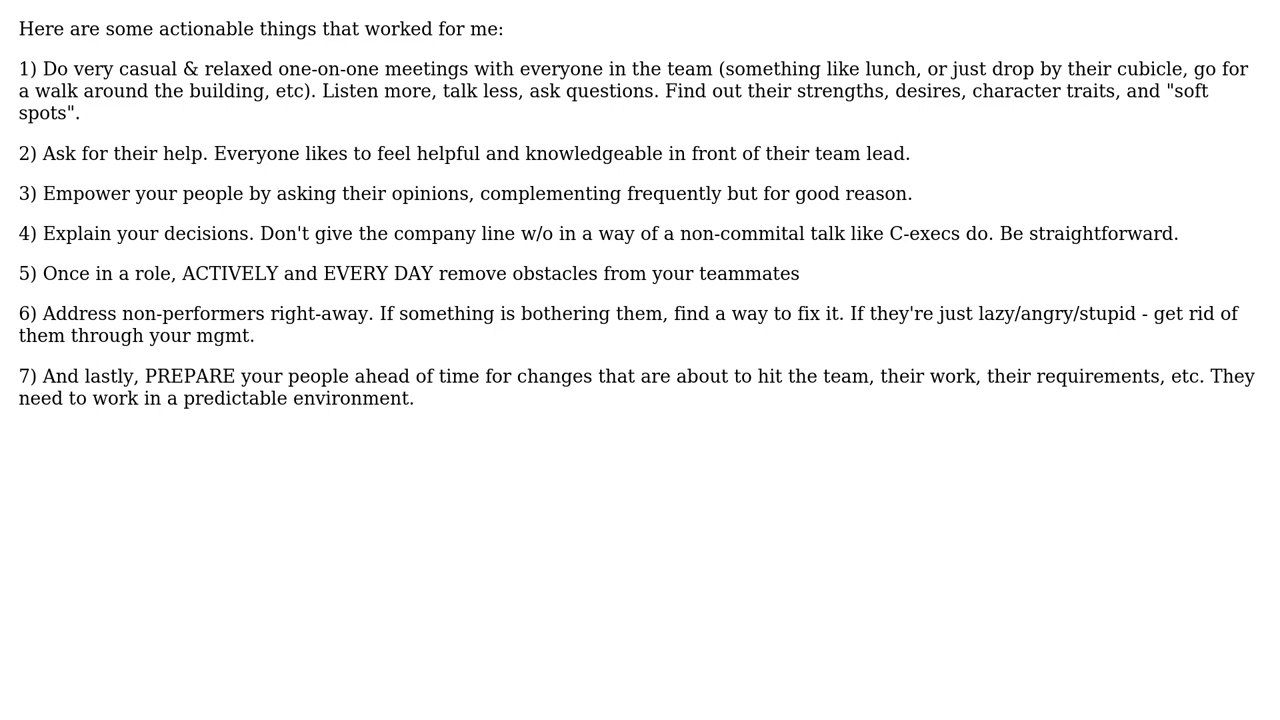 Here are some actionable things that worked for me:
1) Do very casual & relaxed one-on-one meetings with everyone in the team (something like lunch, or just drop by their cubicle, go for
a walk around the building, etc). Listen more, talk less, ask questions. Find out their strengths, desires, character traits, and "soft
spots".
2) Ask for their help. Everyone likes to feel helpful and knowledgeable in front of their team lead.
3) Empower your people by asking their opinions, complementing frequently but for good reason.
4) Explain your decisions. Don't give the company line w/o in a way of a non-commital talk like C-execs do. Be straightforward.
5) Once in a role, ACTIVELY and EVERY DAY remove obstacles from your teammates
6) Address non-performers right-away. If something is bothering them, find a way to fix it. If they're just lazy/angry/stupid - get rid of
them through your mgmt.
7) And lastly, PREPARE your people ahead of time for changes that are about to hit the team, their work, their requirements, etc. They
need to work in a predictable environment.